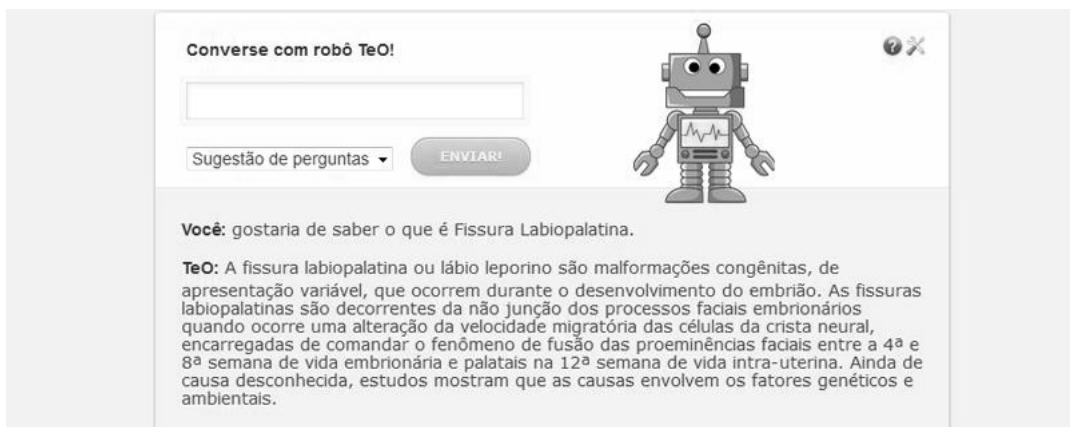 Converse com robô TeO!
Sugestão de perguntas
ENVIAR!
Você: gostaria de saber o que é Fissura Labiopalatina.
TeO: A fissura labiopalatina ou lábio leporino são malformações congênitas, de
apresentação variável, que ocorrem durante o desenvolvimento do embrião. As fissuras
labiopalatinas são decorrentes da não junção dos processos faciais embrionários
quando ocorre uma alteração da velocidade migratória das células da crista neural,
encarregadas de comandar o fenômeno de fusão das proeminências faciais entre a 4ª e
8ª semana de vida embrionária e palatais na 12ª semana de vida intra-uterina. Ainda de
causa desconhecida, estudos mostram que as causas envolvem os fatores genéticos e
ambientais.